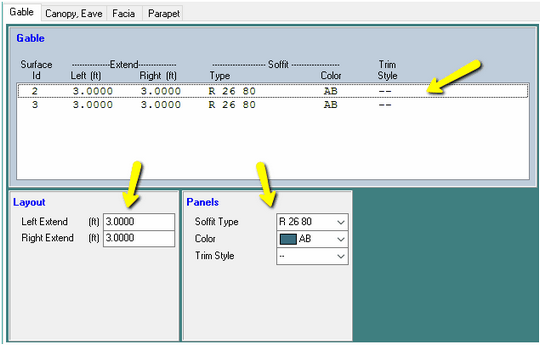 Gable Canopy, Eave Facia Parapet
Gable
Surface ---------------Extend--------------- --------------------- Soffit ------------------- Trim
Id Left (ft) Right (ft) Type Color Style
2 3.0000 3.0000 R 26 80 AB --
3 3.0000 3.0000 R 26 80 AB --
Layout
Left Extend (ft) 3.0000
Right Extend (ft) 3.0000
Panels
Soffit Type R 26 80
Color AB
Trim Style --